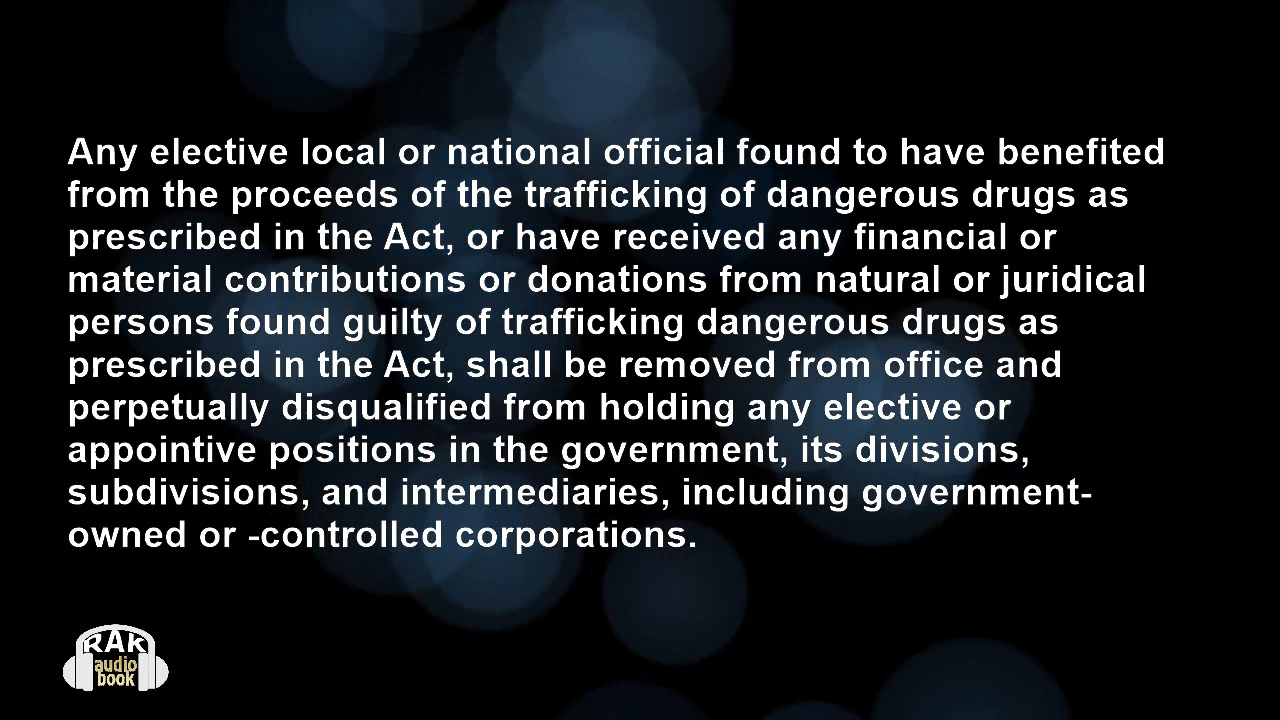 Any elective local or national official found to have benefited
from the proceeds of the trafficking of dangerous drugs as
prescribed in the Act, or have received any financial or
material contributions or donations from natural or juridical
persons found guilty of trafficking dangerous drugs as
prescribed in the Act, shall be removed from office and
perpetually disqualified from holding any elective or
appointive positions in the government, its divisions,
subdivisions, and intermediaries, including government-
owned or -controlled corporations.
RAK
audio
book